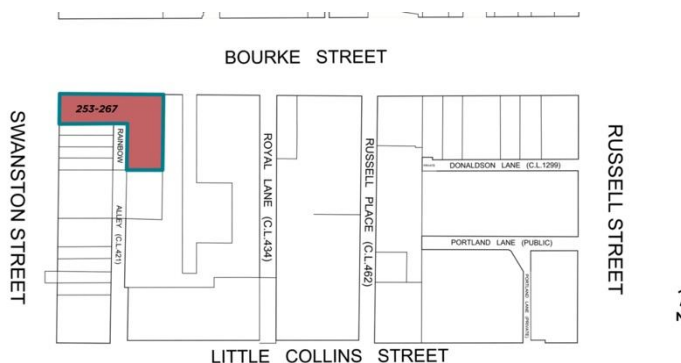 BOURKE STREET
253-267
SWANSTON STREET
RAINBOW
ALLEY (C.L.421)
ROYAL LANE (C.L.434)
RUSSELL PLACE (C.L.462)
DONALDSON LANE (C.L.1299)
PORTLAND LANE (PUBLIC)
PORTLAND LANE (PRIVATE)
RUSSELL STREET
LITTLE COLLINS STREET